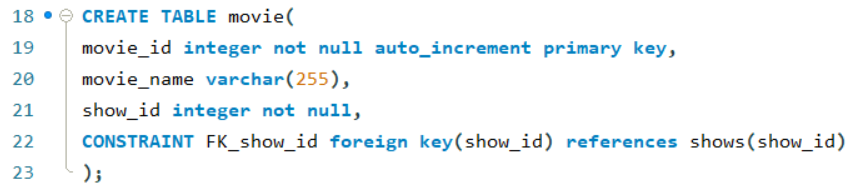 18 CREATE TABLE movie(
19 movie_id integer not null auto_increment primary key,
20 movie_name varchar(255),
21 show_id integer not null,
22 CONSTRAINT FK_show_id foreign key(show_id) references shows(show_id)
23 );